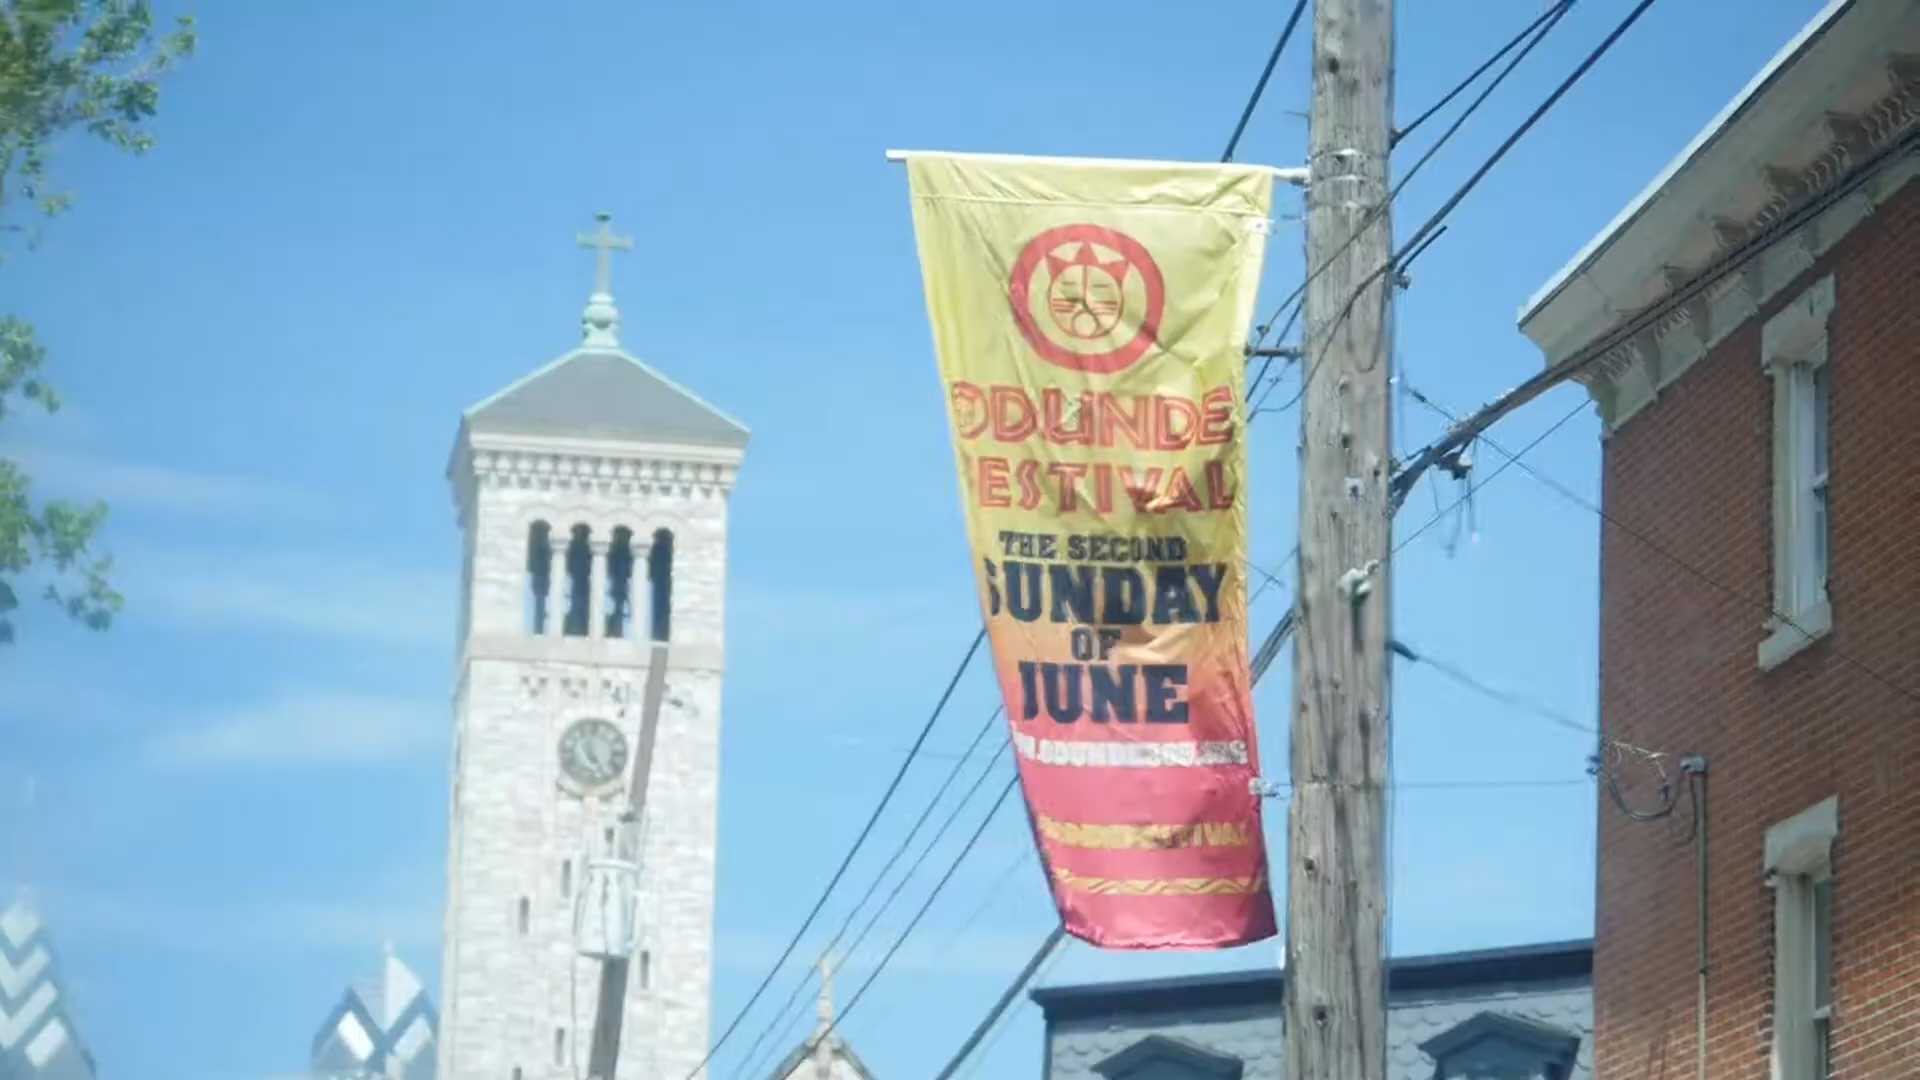 ODUNDE
FESTIVAL
THE SECOND
SUNDAY
OF
JUNE